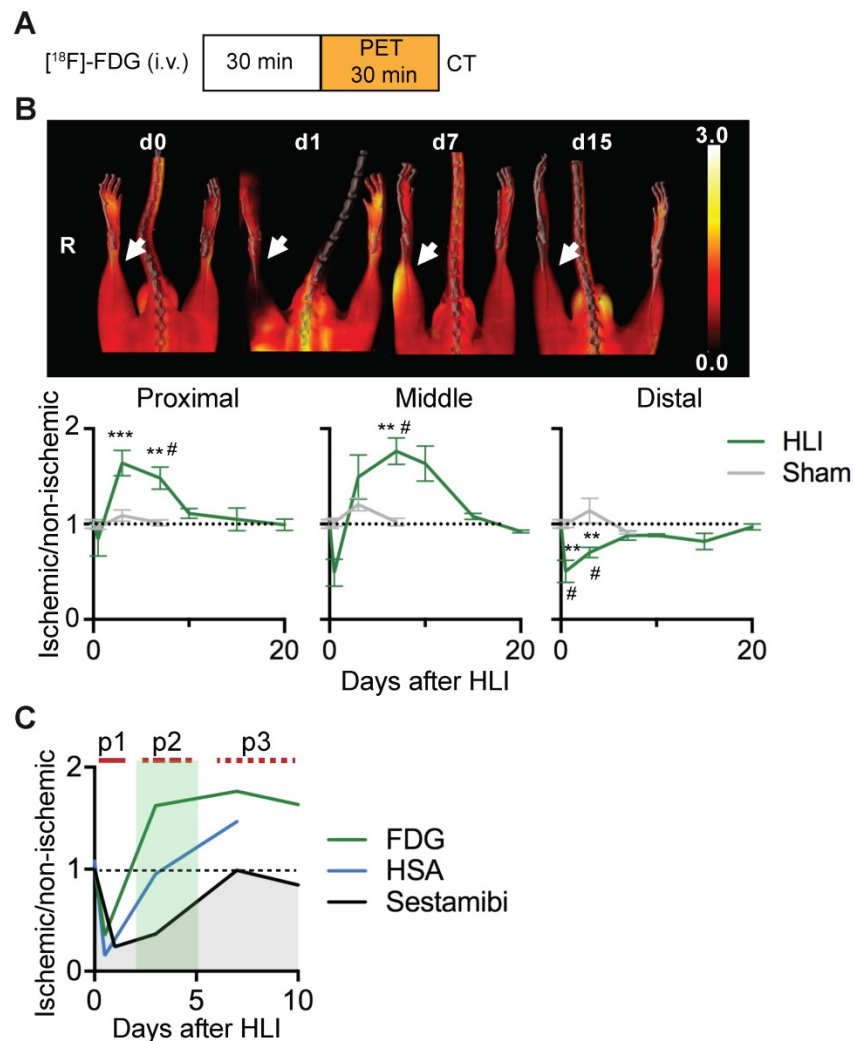 A
[¹⁸F]-FDG (i.v.) 30 min PET 30 min CT
B
d0 d1 d7 d15 3.0
R
0.0
Proximal Middle Distal
Ischemic/non-ischemic
2
1
0
*** ** #
** #
** **
# #
HLI
Sham
0 20 0 20 0 20
Days after HLI
C
p1 p2 p3
Ischemic/non-ischemic
2
1
0
FDG
HSA
Sestamibi
0 5 10
Days after HLI